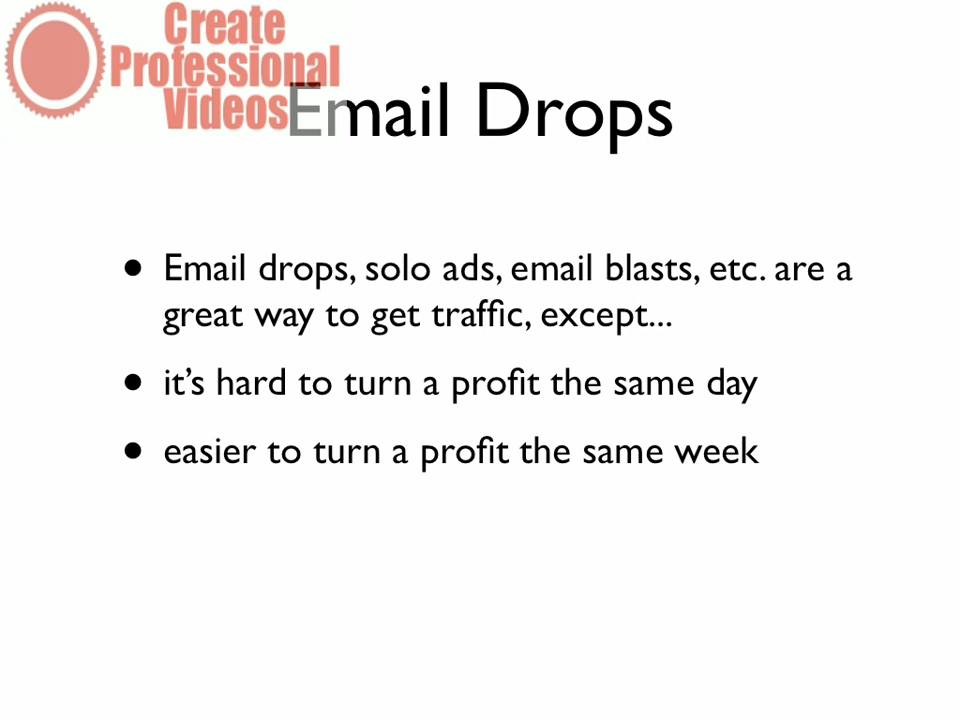 Create
Professional
Videos
Email Drops
• Email drops, solo ads, email blasts, etc. are a
great way to get traffic, except...
• it’s hard to turn a profit the same day
• easier to turn a profit the same week